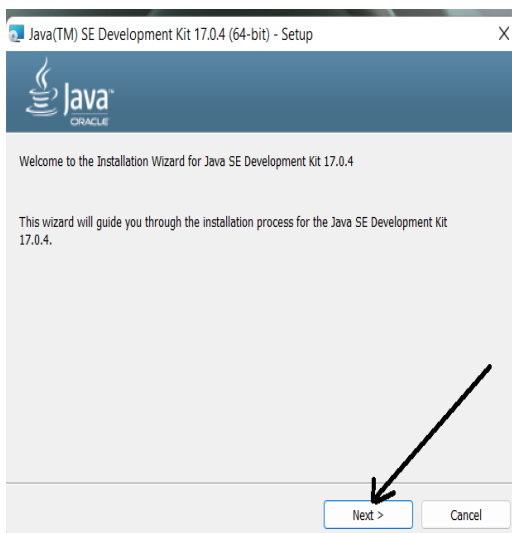 Java(TM) SE Development Kit 17.0.4 (64-bit) - Setup
Java™
ORACLE
Welcome to the Installation Wizard for Java SE Development Kit 17.0.4
This wizard will guide you through the installation process for the Java SE Development Kit
17.0.4.
Next >
Cancel